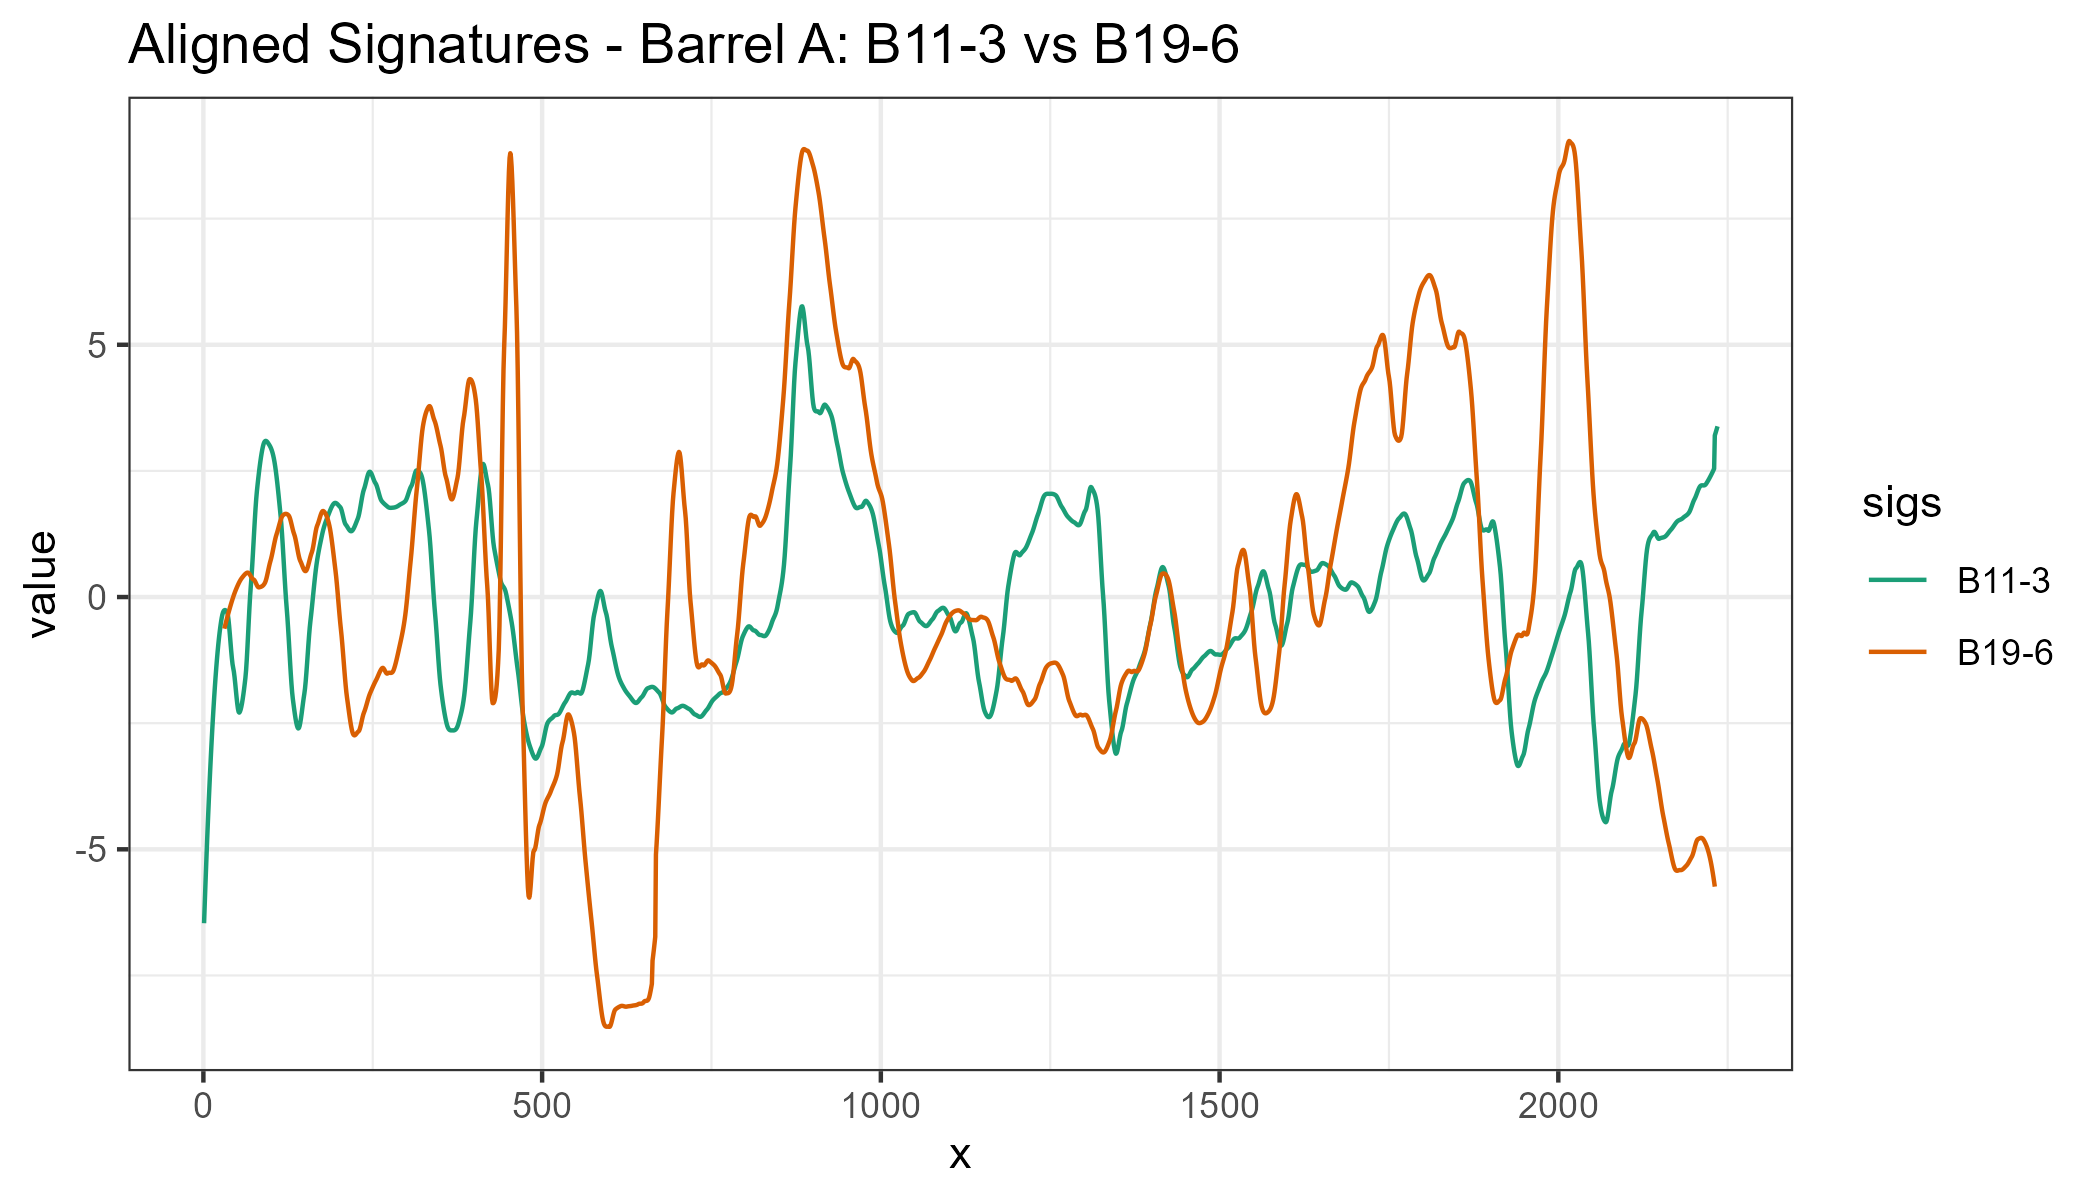 Aligned Signatures - Barrel A: B11-3 vs B19-6
value
5
0
-5
0
500
1000
1500
2000
x
sigs
B11-3
B19-6